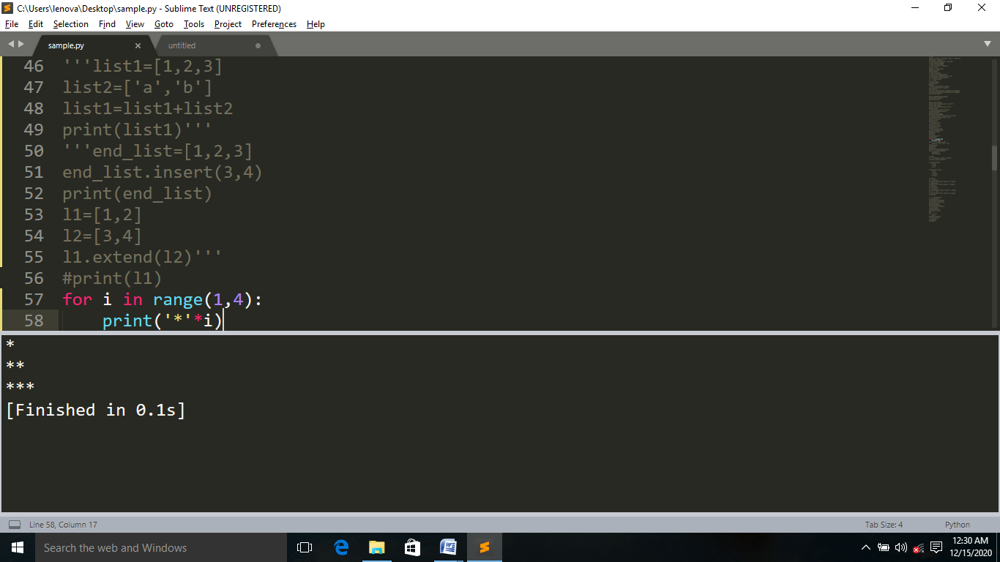 C:\Users\lenova\Desktop\sample.py - Sublime Text (UNREGISTERED)
File Edit Selection Find View Goto Tools Project Preferences Help
sample.py untitled
46 '''list1=[1,2,3]
47 list2=['a','b']
48 list1=list1+list2
49 print(list1)'''
50 '''end_list=[1,2,3]
51 end_list.insert(3,4)
52 print(end_list)
53 l1=[1,2]
54 l2=[3,4]
55 l1.extend(l2)'''
56 #print(l1)
57 for i in range(1,4):
58     print('*'*i)
*
**
***
[Finished in 0.1s]
Line 58, Column 17 Tab Size: 4 Python
Search the web and Windows
12:30 AM
12/15/2020